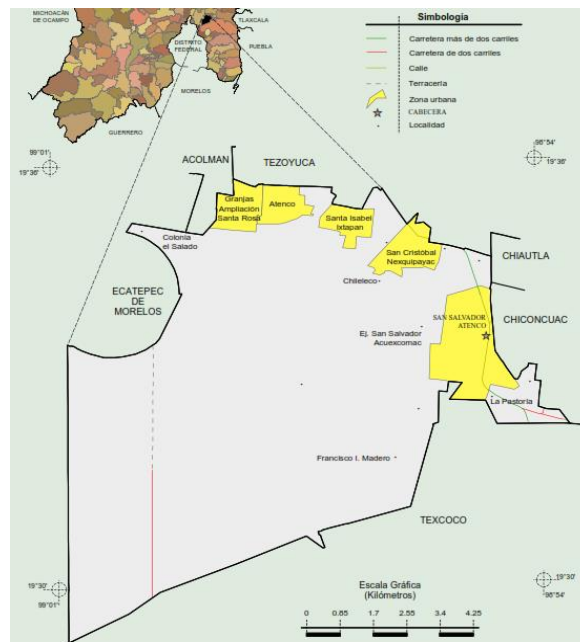 MICHOACÁN
DE OCAMPO
TLAXCALA
DISTRITO
FEDERAL
PUEBLA
MORELOS
GUERRERO
Simbología
Carretera más de dos carriles
Carretera de dos carriles
Calle
Terracería
Zona urbana
CABECERA
Localidad
99°01'
19°36'
98°54'
19°36'
ACOLMAN
TEZOYUCA
Granjas
Ampliación
Santa Rosa
Atenco
Santa Isabel
Ixtapan
Colonia
el Salado
San Cristóbal
Nexquipayac
CHIAUTLA
Chileleco
ECATEPEC
DE
MORELOS
SAN SALVADOR
ATENCO
CHICONCUAC
Ej. San Salvador
Acuexcomac
La Pastoría
Francisco I. Madero
TEXCOCO
19°30'
99°01'
19°30'
98°54'
Escala Gráfica
(Kilómetros)
0 0.85 1.7 2.55 3.4 4.25